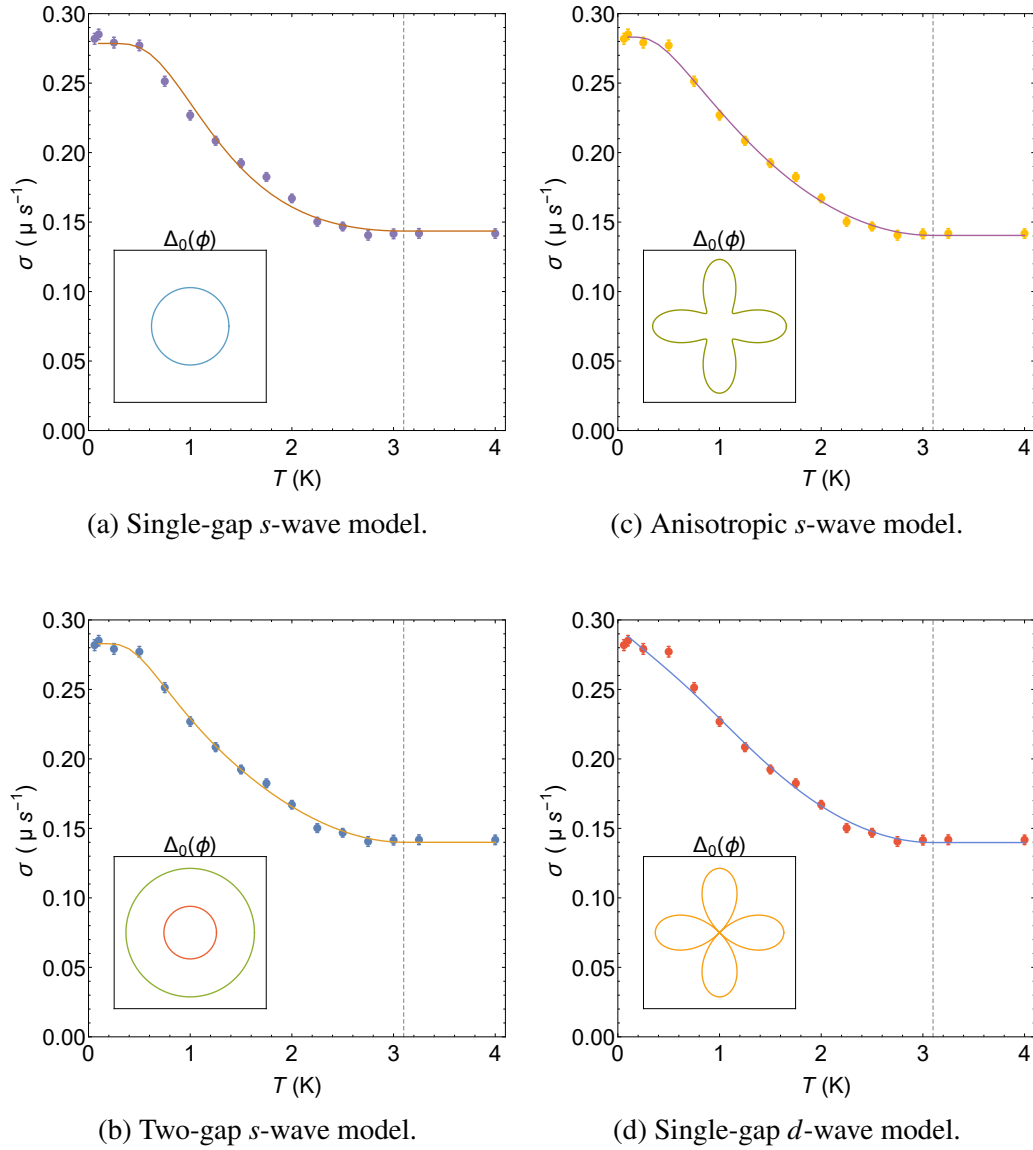 0.30
0.25
0.20
0.15
0.10
0.05
0.00
σ ( μ s⁻¹)
Δ₀(ϕ)
0 1 2 3 4
T (K)
(a) Single-gap s-wave model.
0.30
0.25
0.20
0.15
0.10
0.05
0.00
σ ( μ s⁻¹)
Δ₀(ϕ)
0 1 2 3 4
T (K)
(c) Anisotropic s-wave model.
0.30
0.25
0.20
0.15
0.10
0.05
0.00
σ ( μ s⁻¹)
Δ₀(ϕ)
0 1 2 3 4
T (K)
(b) Two-gap s-wave model.
0.30
0.25
0.20
0.15
0.10
0.05
0.00
σ ( μ s⁻¹)
Δ₀(ϕ)
0 1 2 3 4
T (K)
(d) Single-gap d-wave model.